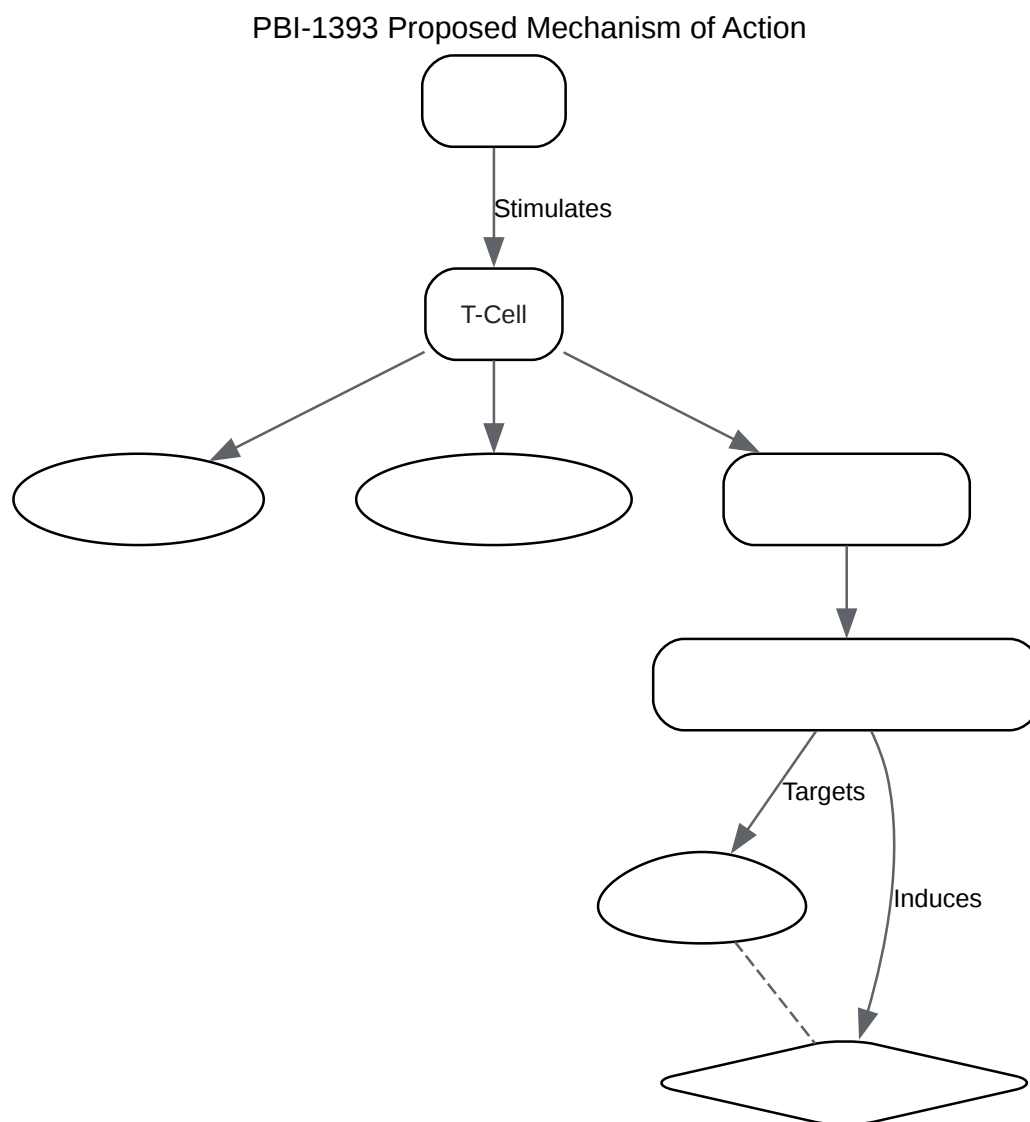 PBI-1393 Proposed Mechanism of Action
Stimulates
T-Cell
Targets
Induces